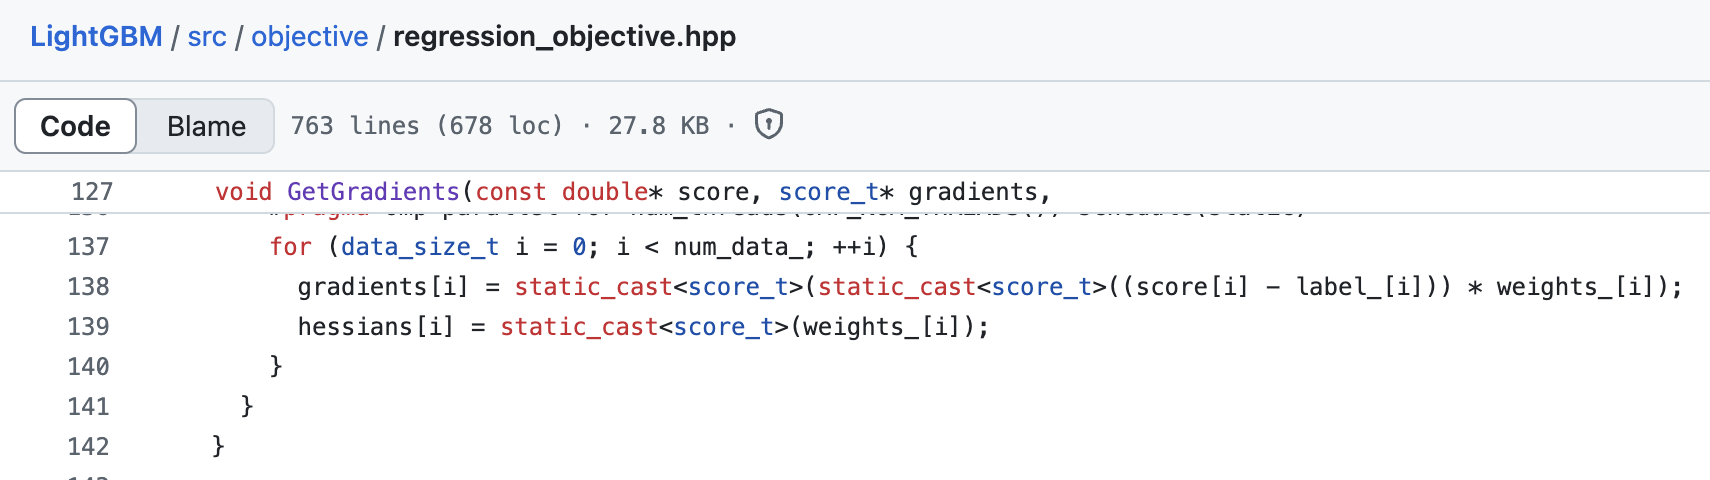 LightGBM / src / objective / regression_objective.hpp
Code Blame 763 lines (678 loc) · 27.8 KB ·
127 void GetGradients(const double* score, score_t* gradients,
137 for (data_size_t i = 0; i < num_data_; ++i) {
138 gradients[i] = static_cast<score_t>(static_cast<score_t>((score[i] - label_[i])) * weights_[i]);
139 hessians[i] = static_cast<score_t>(weights_[i]);
140 }
141 }
142 }